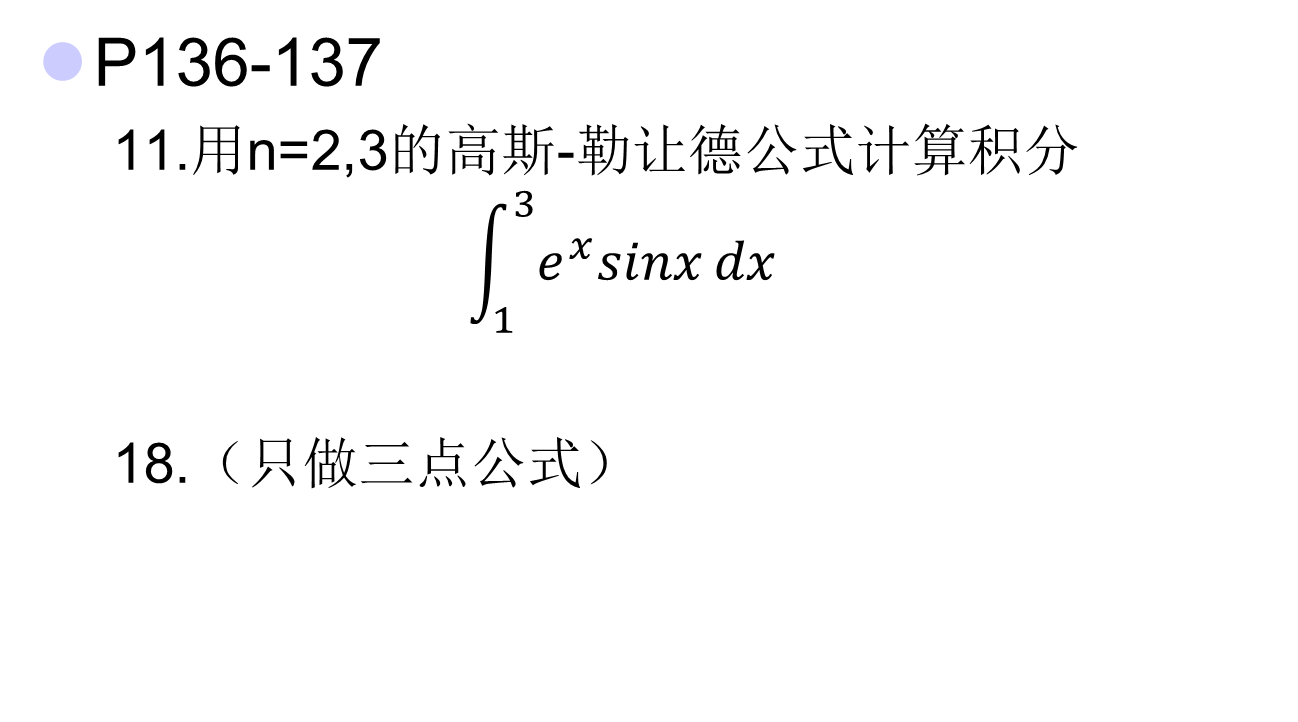 P136-137
11.用n=2,3的高斯-勒让德公式计算积分
∫₁³ eˣ sinx dx
18.（只做三点公式）